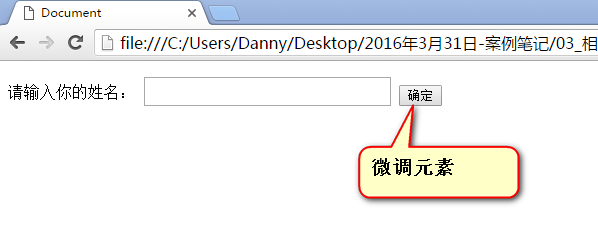 Document
file:///C:/Users/Danny/Desktop/2016年3月31日-案例笔记/03_相
请输入你的姓名：
确定
微调元素